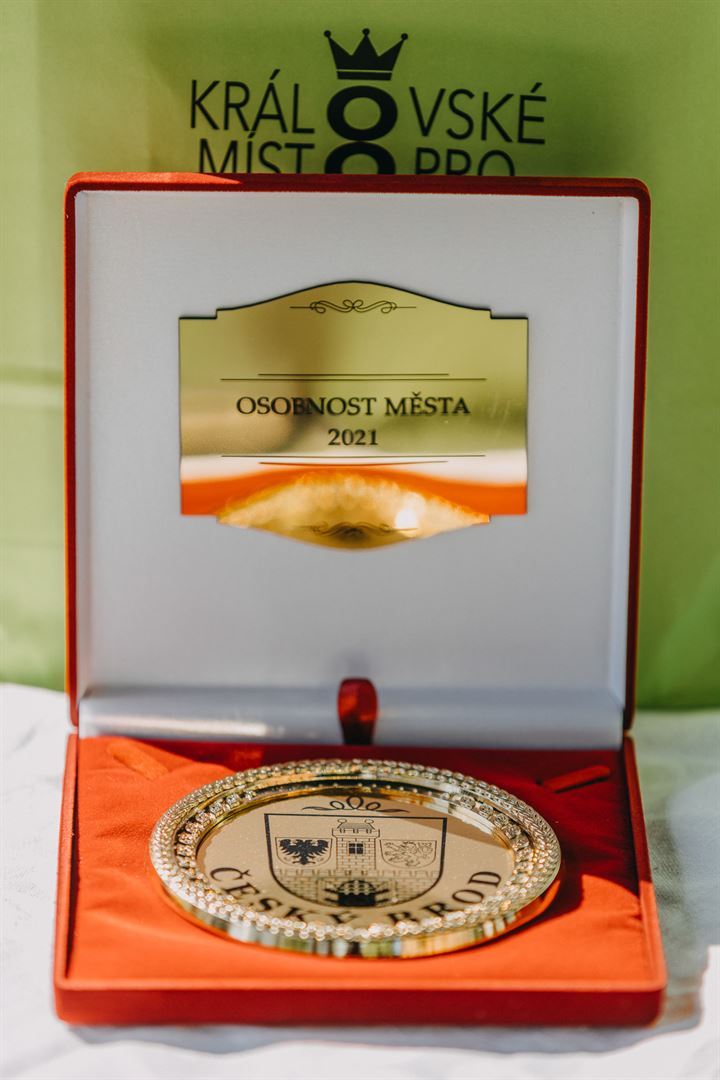 KRÁLOVSKÉ
MÍSTO PRO
OSOBNOST MĚSTA
2021
ČESKÝ BROD